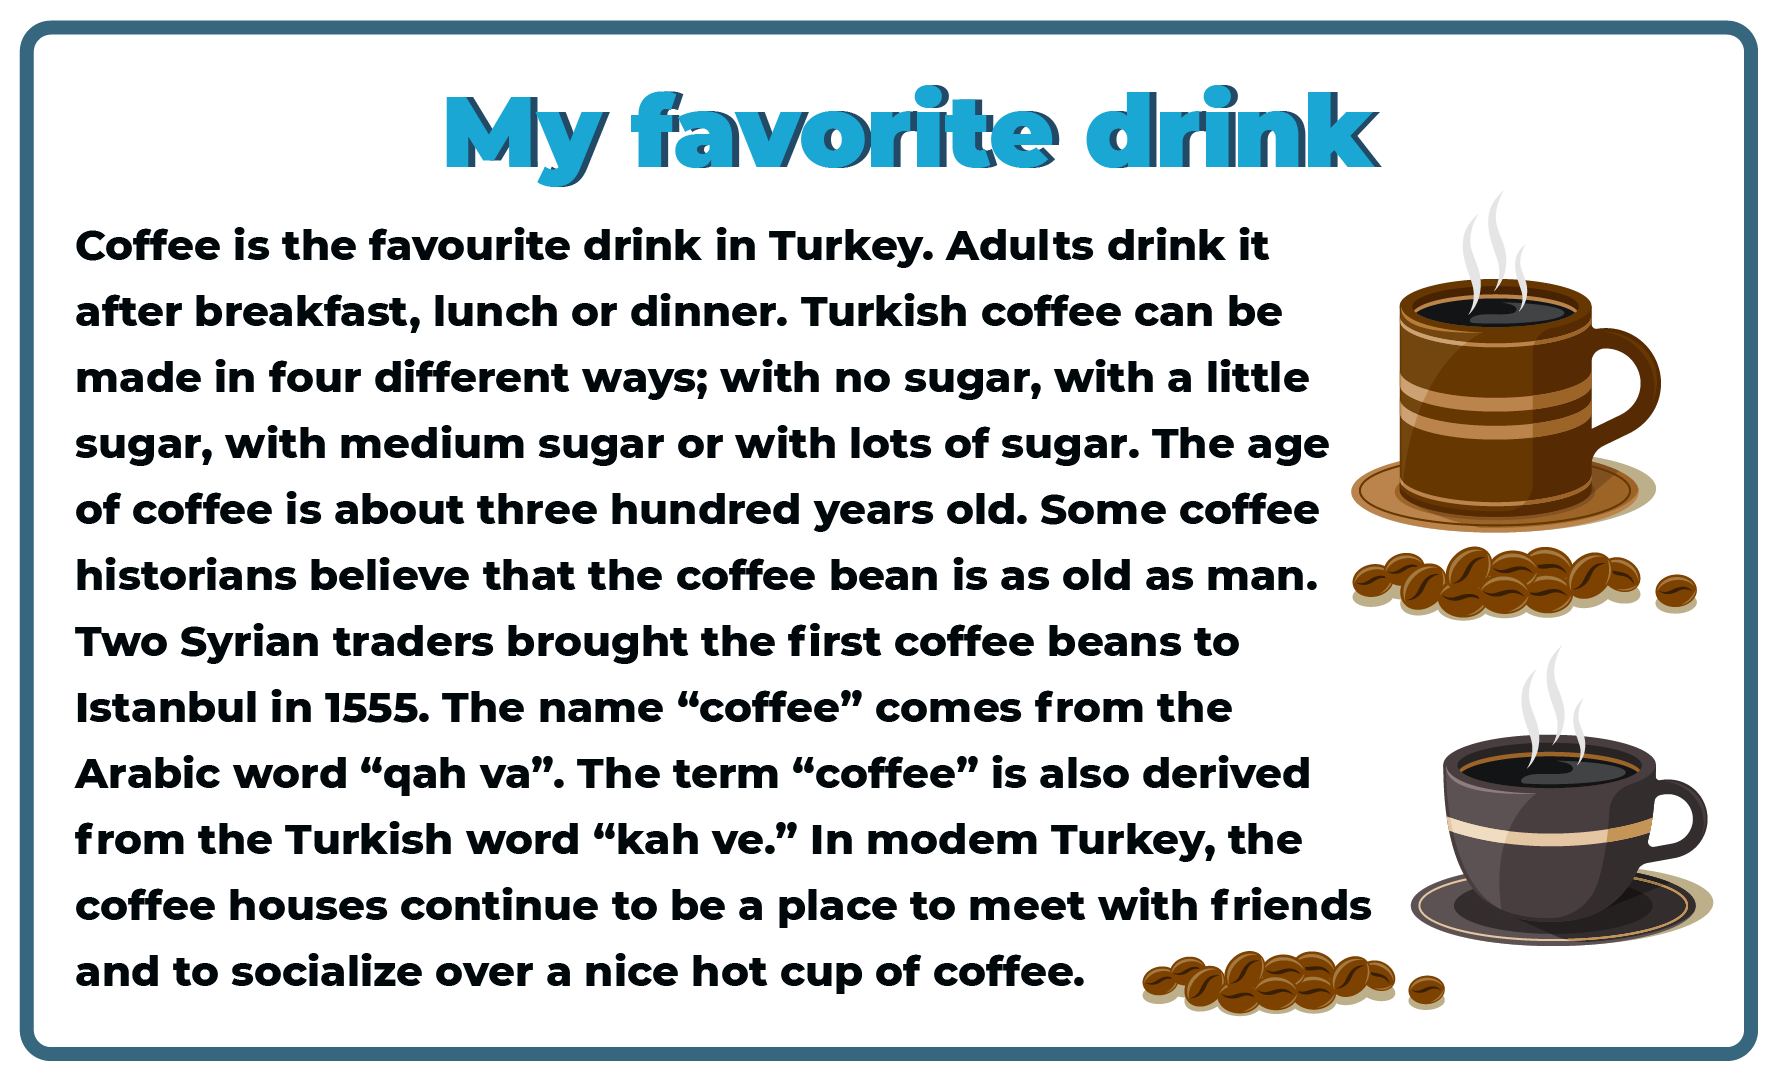 My favorite drink
Coffee is the favourite drink in Turkey. Adults drink it
after breakfast, lunch or dinner. Turkish coffee can be
made in four different ways; with no sugar, with a little
sugar, with medium sugar or with lots of sugar. The age
of coffee is about three hundred years old. Some coffee
historians believe that the coffee bean is as old as man.
Two Syrian traders brought the first coffee beans to
Istanbul in 1555. The name “coffee” comes from the
Arabic word “qah va”. The term “coffee” is also derived
from the Turkish word “kah ve.” In modem Turkey, the
coffee houses continue to be a place to meet with friends
and to socialize over a nice hot cup of coffee.